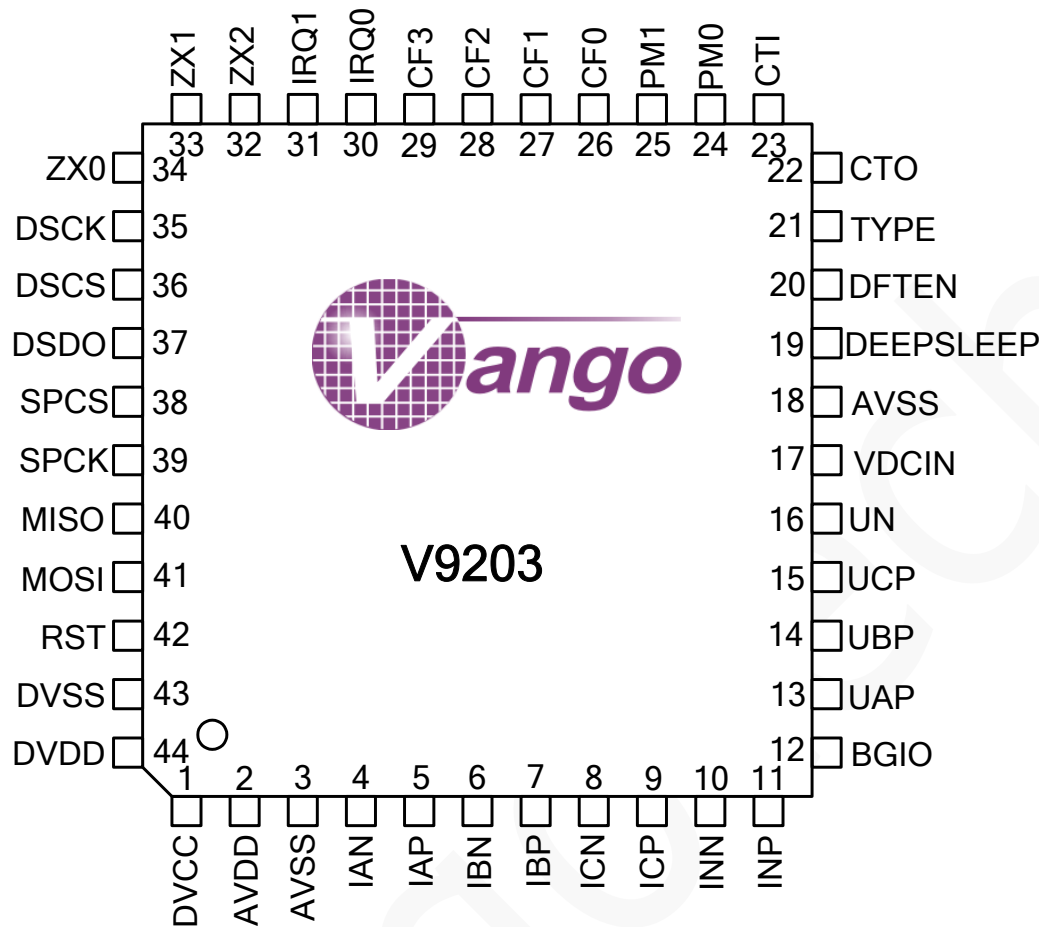 ZX1 ZX2 IRQ1 IRQ0 CF3 CF2 CF1 CF0 PM1 PM0 CTI
33 32 31 30 29 28 27 26 25 24 23
ZX0 34 22 CTO
DSCK 35 21 TYPE
DSCS 36 20 DFTEN
DSDO 37 19 DEEPSLEEP
SPCS 38 18 AVSS
SPCK 39 17 VDCIN
MISO 40 16 UN
MOSI 41 15 UCP
RST 42 14 UBP
DVSS 43 13 UAP
DVDD 44 12 BGIO
Vango
V9203
1 2 3 4 5 6 7 8 9 10 11
DVCC AVDD AVSS IAN IAP IBN IBP ICN ICP INN INP